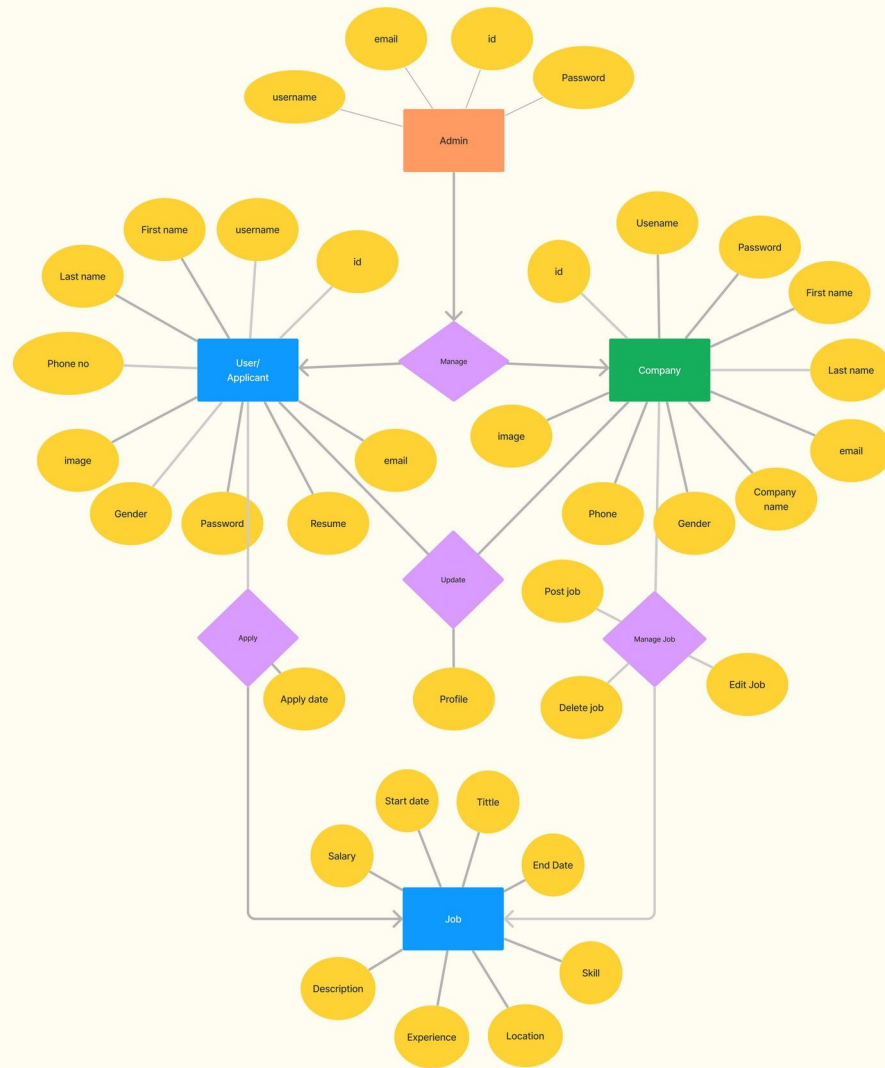 email
id
username
Password
Admin
First name
username
id
Last name
Phone no
User/
Applicant
image
Gender
Password
Resume
email
Manage
Usename
Password
id
First name
Company
Last name
image
email
Phone
Gender
Company
name
Update
Profile
Apply
Apply date
Post job
Manage Job
Edit Job
Delete job
Start date
Tittle
Salary
End Date
Job
Description
Skill
Experience
Location